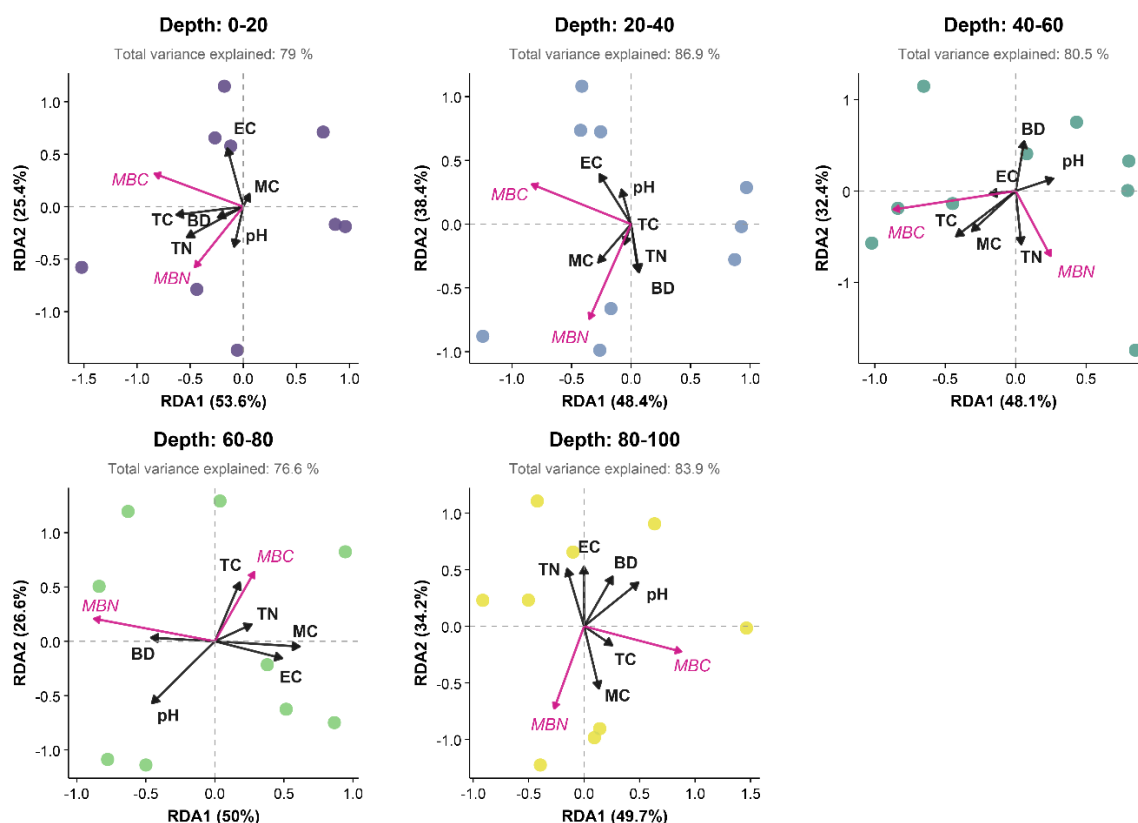 Depth: 0-20
Total variance explained: 79 %
RDA2 (25.4%)
1.0
0.5
0.0
-0.5
-1.0
EC
MC
MBC
TC
BD
TN
pH
MBN
-1.5
-1.0
-0.5
0.0
0.5
1.0
RDA1 (53.6%)
Depth: 20-40
Total variance explained: 86.9 %
RDA2 (38.4%)
1.0
0.5
0.0
-0.5
-1.0
EC
pH
MBC
TC
MC
TN
BD
MBN
-1.0
-0.5
0.0
0.5
1.0
RDA1 (48.4%)
Depth: 40-60
Total variance explained: 80.5 %
RDA2 (32.4%)
1
0
-1
BD
pH
EC
MBC
TC
MC
TN
MBN
-1.0
-0.5
0.0
0.5
RDA1 (48.1%)
Depth: 60-80
Total variance explained: 76.6 %
RDA2 (26.6%)
1.0
0.5
0.0
-0.5
-1.0
TC
MBC
MBN
TN
MC
BD
EC
pH
-1.0
-0.5
0.0
0.5
1.0
RDA1 (50%)
Depth: 80-100
Total variance explained: 83.9 %
RDA2 (34.2%)
1.0
0.5
0.0
-0.5
-1.0
EC
TN
BD
pH
TC
MBC
MC
MBN
-1.0
-0.5
0.0
0.5
1.0
1.5
RDA1 (49.7%)